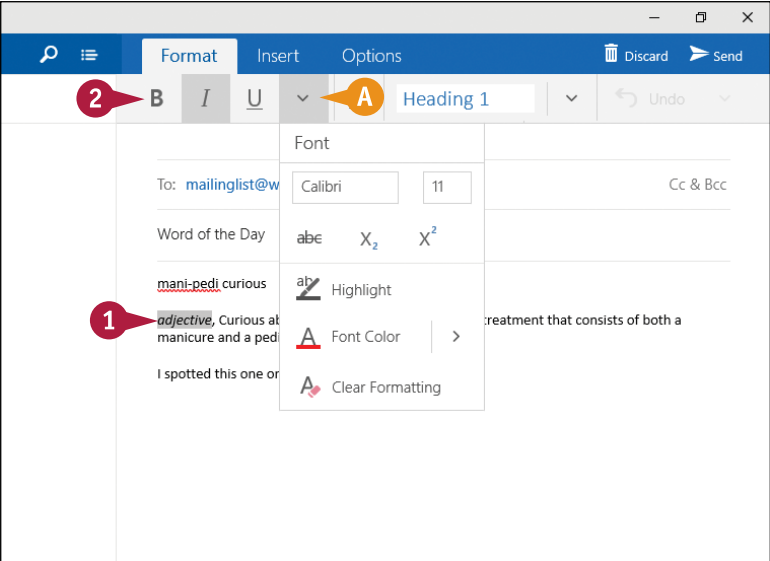 Format Insert Options Discard Send
2 B I U A Heading 1 Undo
Font
To: mailinglist@w Calibri 11 Cc & Bcc
Word of the Day abc X₂ X²
mani-pedi curious
ab Highlight
1 adjective, Curious ab reatment that consists of both a
manicure and a pedi A Font Color
I spotted this one or A Clear Formatting